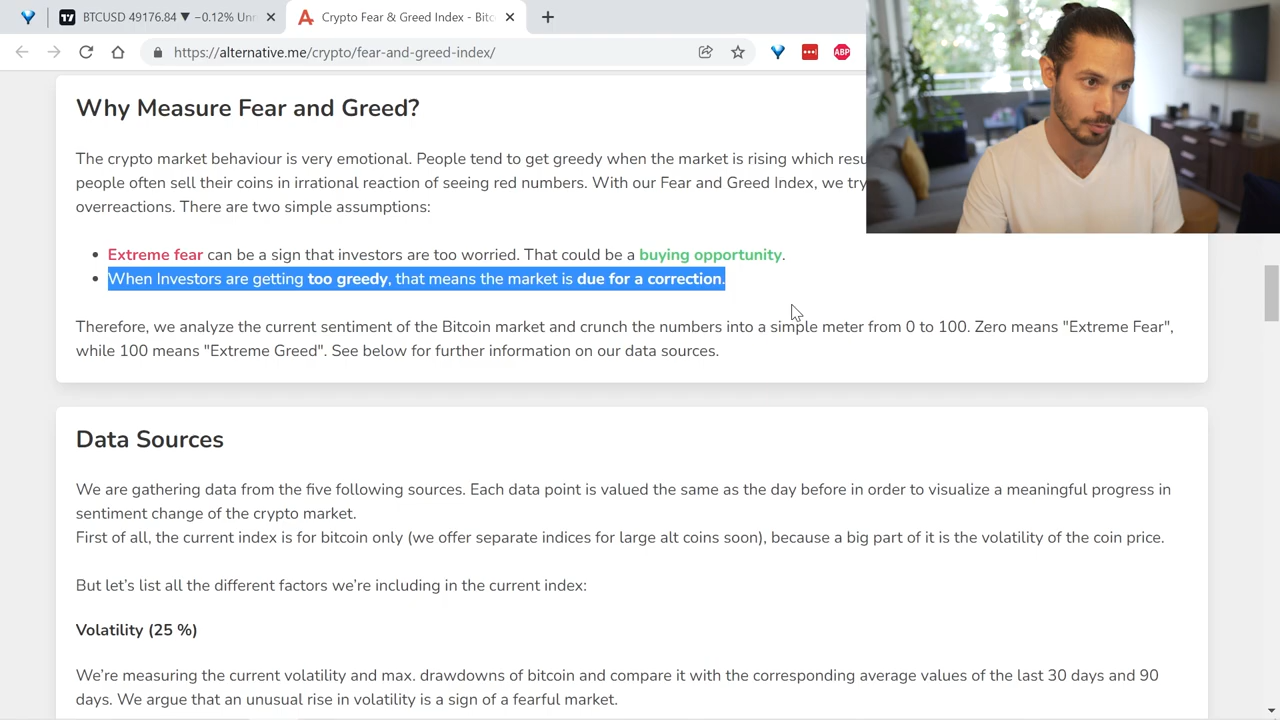 BTCUSD 49176.84 ▼ −0.12% Unn
Crypto Fear & Greed Index - Bitc
https://alternative.me/crypto/fear-and-greed-index/
ABP
Why Measure Fear and Greed?
The crypto market behaviour is very emotional. People tend to get greedy when the market is rising which resu
people often sell their coins in irrational reaction of seeing red numbers. With our Fear and Greed Index, we try
overreactions. There are two simple assumptions:
• Extreme fear can be a sign that investors are too worried. That could be a buying opportunity.
• When Investors are getting too greedy, that means the market is due for a correction.
Therefore, we analyze the current sentiment of the Bitcoin market and crunch the numbers into a simple meter from 0 to 100. Zero means "Extreme Fear",
while 100 means "Extreme Greed". See below for further information on our data sources.
Data Sources
We are gathering data from the five following sources. Each data point is valued the same as the day before in order to visualize a meaningful progress in
sentiment change of the crypto market.
First of all, the current index is for bitcoin only (we offer separate indices for large alt coins soon), because a big part of it is the volatility of the coin price.
But let’s list all the different factors we’re including in the current index:
Volatility (25 %)
We’re measuring the current volatility and max. drawdowns of bitcoin and compare it with the corresponding average values of the last 30 days and 90
days. We argue that an unusual rise in volatility is a sign of a fearful market.